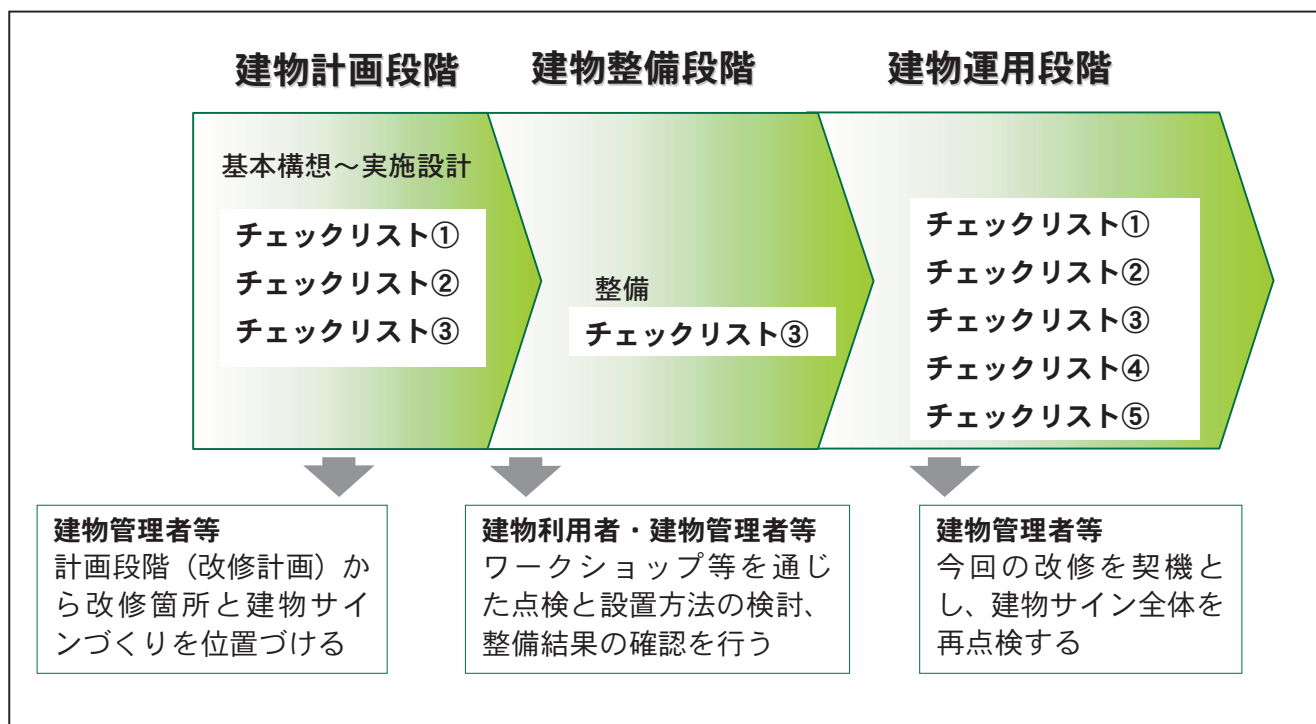 建物計画段階
建物整備段階
建物運用段階
基本構想～実施設計
チェックリスト①
チェックリスト②
チェックリスト③
整備
チェックリスト③
チェックリスト①
チェックリスト②
チェックリスト③
チェックリスト④
チェックリスト⑤
建物管理者等
計画段階（改修計画）か
ら改修箇所と建物サイ
ンづくりを位置づける
建物利用者・建物管理者等
ワークショップ等を通じ
た点検と設置方法の検討、
整備結果の確認を行う
建物管理者等
今回の改修を契機と
し、建物サイン全体を
再点検する